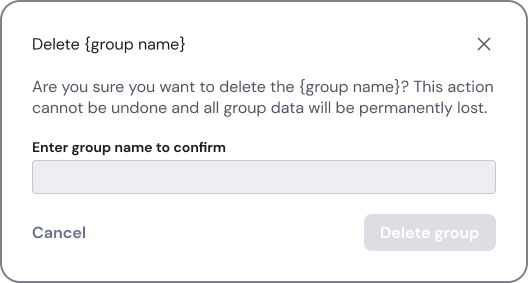 Delete {group name}
Are you sure you want to delete the {group name}? This action
cannot be undone and all group data will be permanently lost.
Enter group name to confirm
Cancel
Delete group